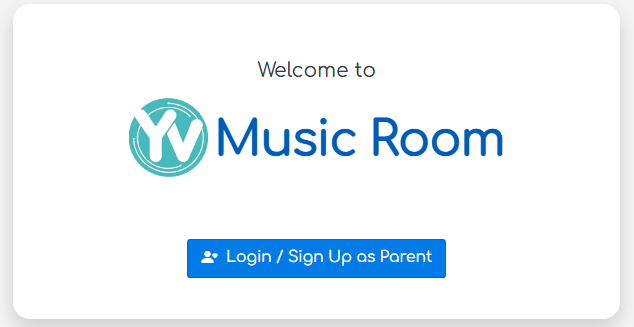 Welcome to
YV Music Room
Login / Sign Up as Parent